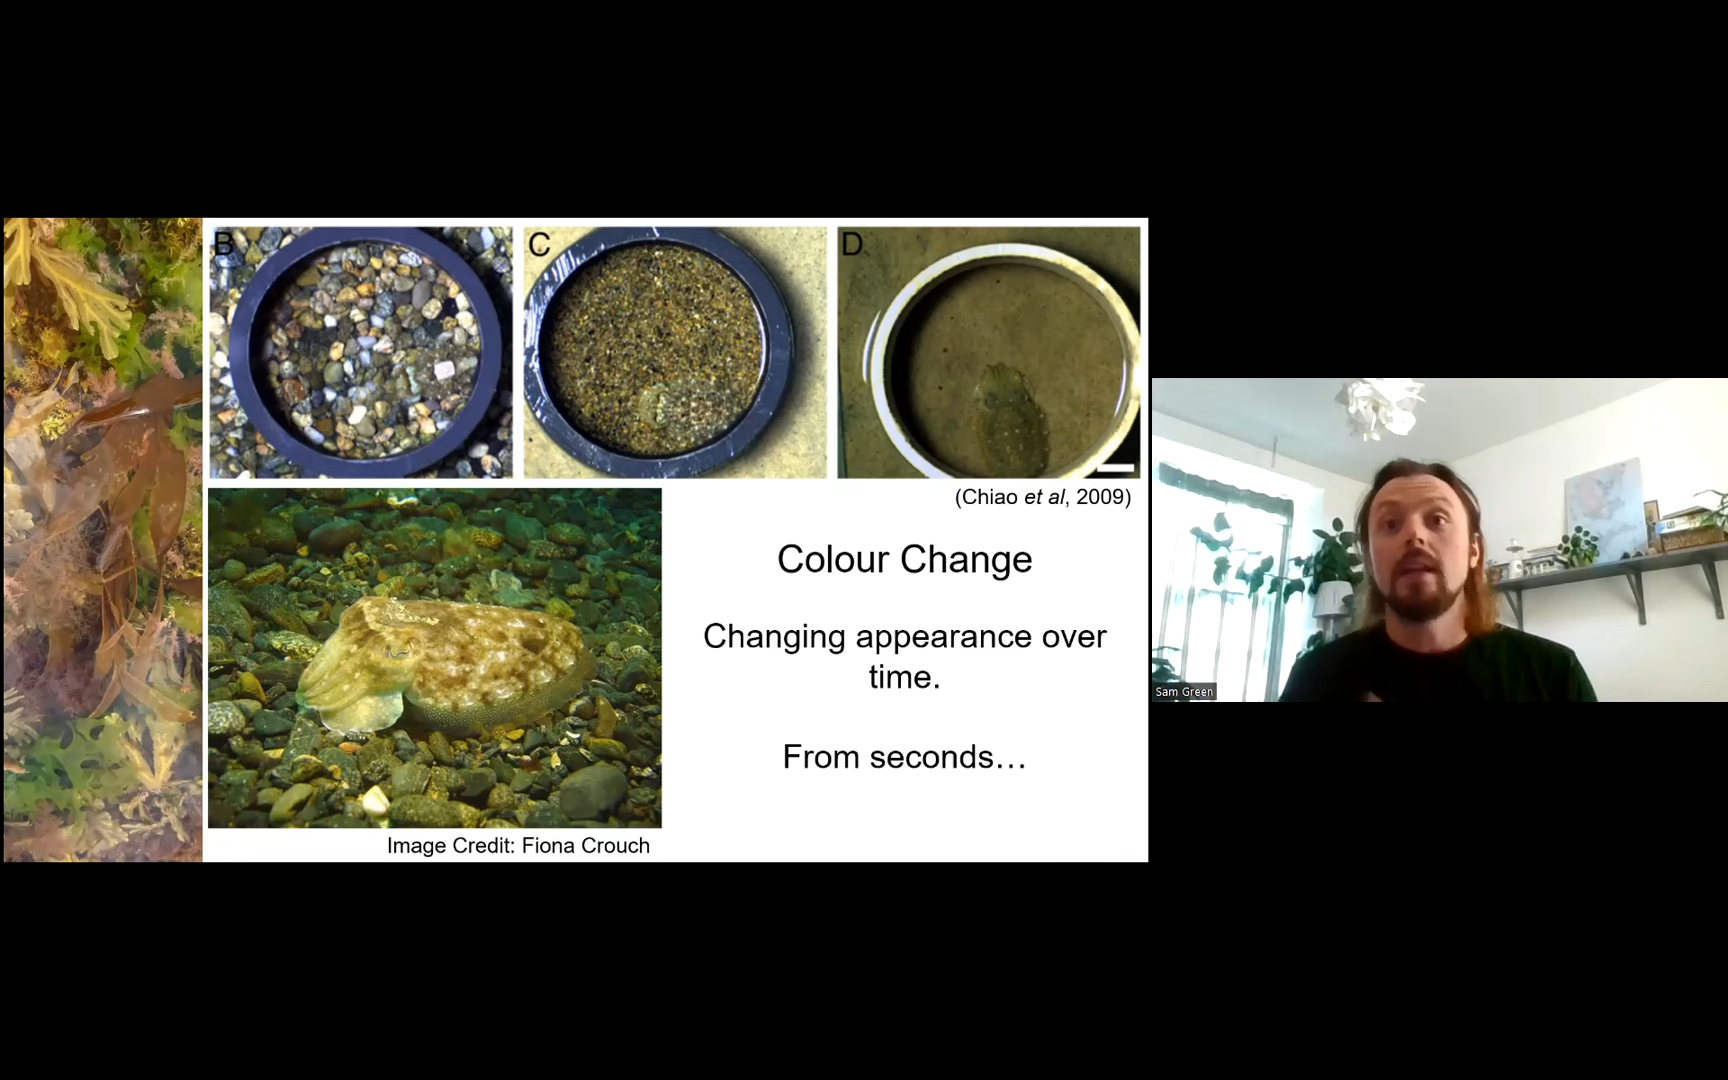 B
C
D
(Chiao et al, 2009)
Colour Change
Changing appearance over
time.
From seconds…
Image Credit: Fiona Crouch
Sam Green